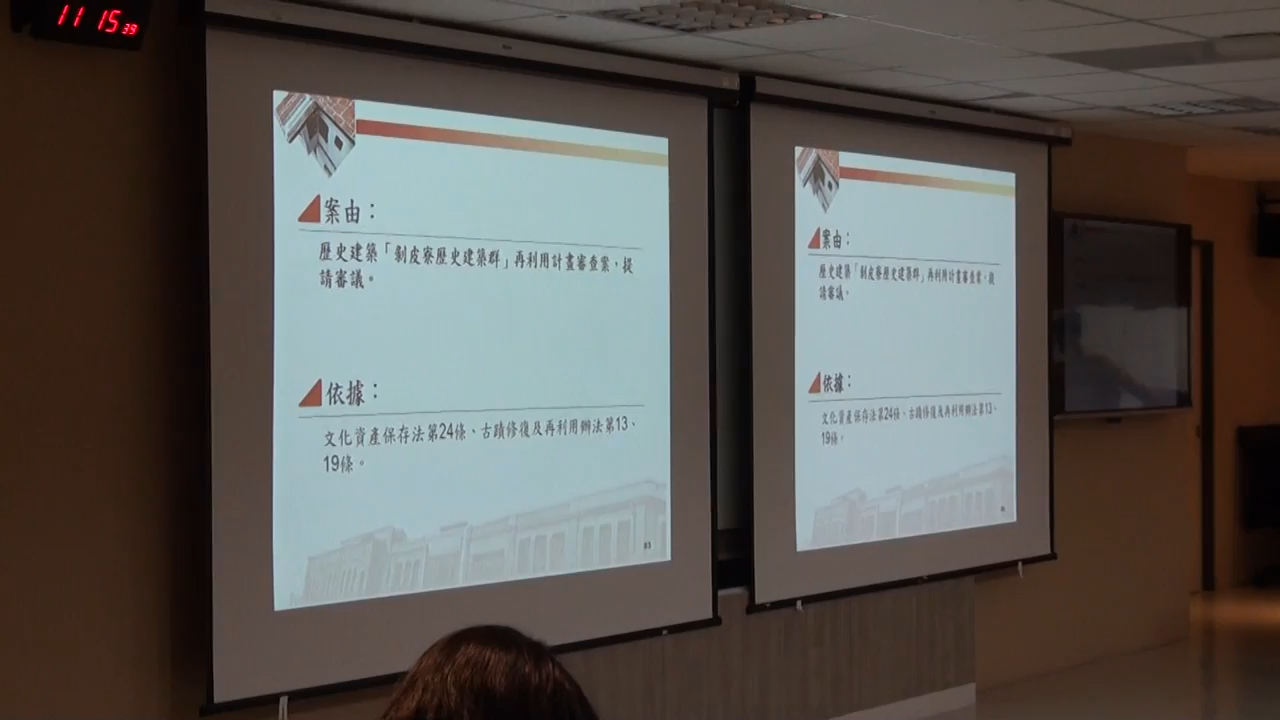 11 15 39
案由：
歷史建築「剝皮寮歷史建築群」再利用計畫審查案，提
請審議。
依據：
文化資產保存法第24條、古蹟修復及再利用辦法第13、
19條。
案由：
歷史建築「剝皮寮歷史建築群」再利用計畫審查案，提
請審議。
依據：
文化資產保存法第24條、古蹟修復及再利用辦法第13、
19條。